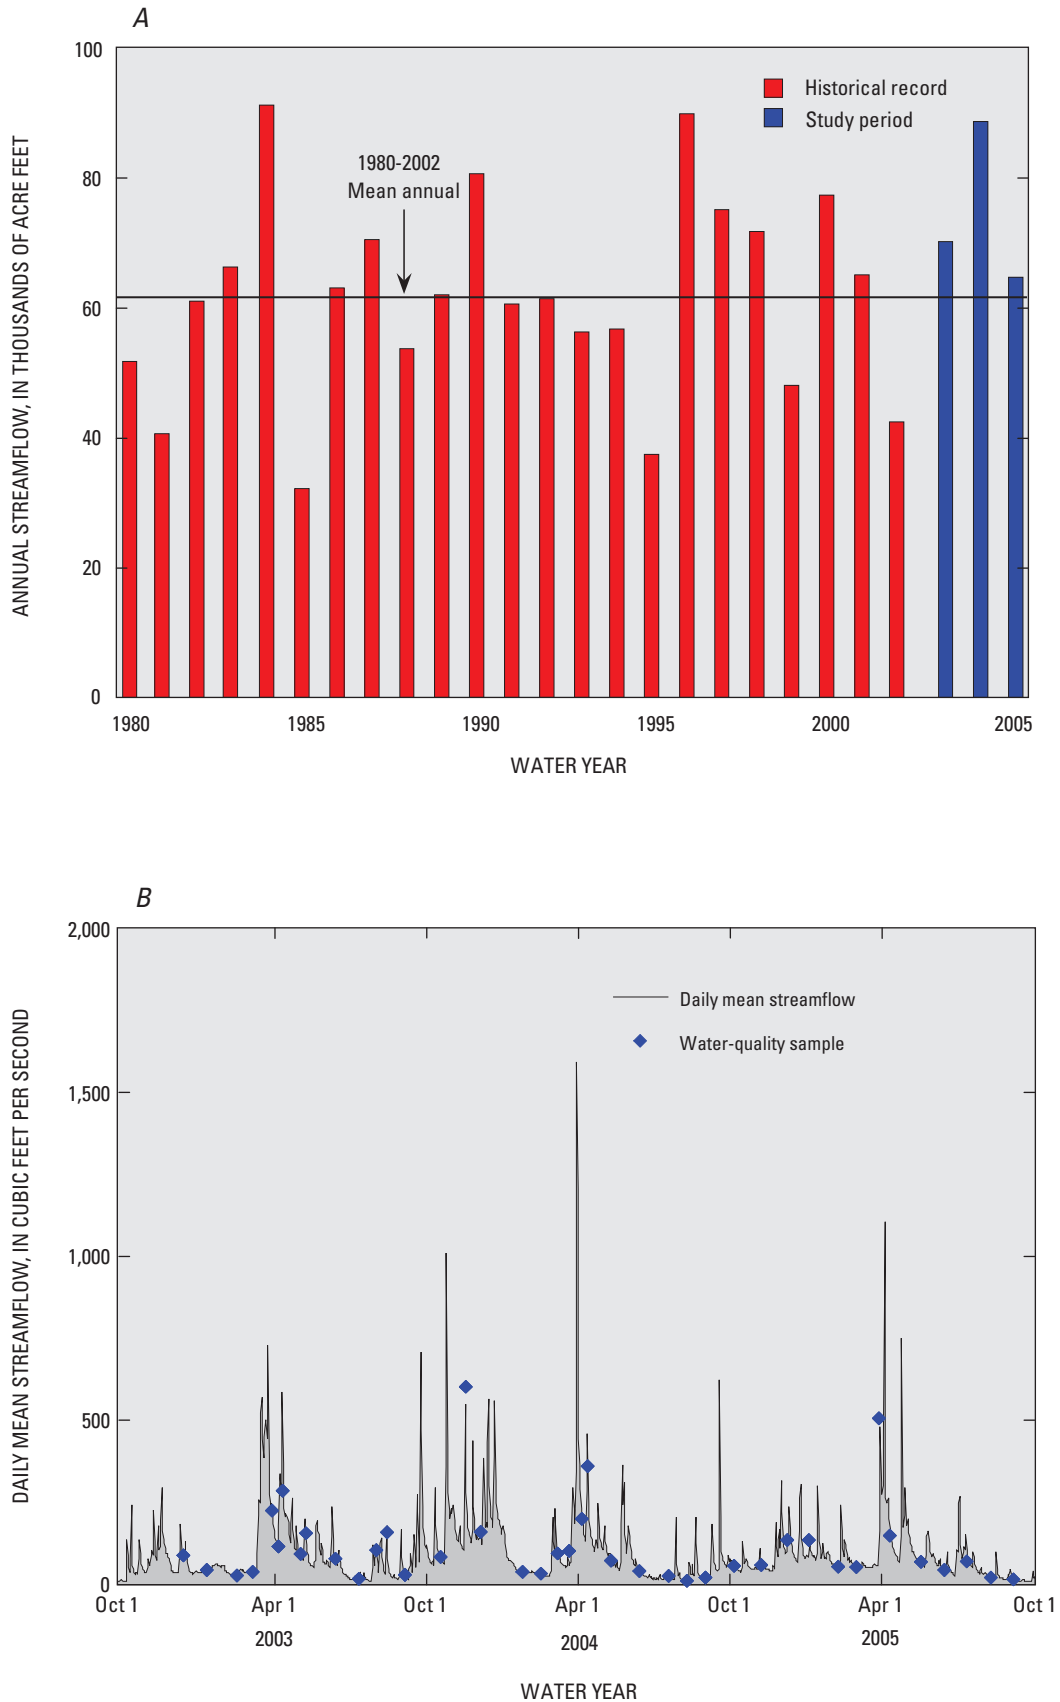 A
ANNUAL STREAMFLOW, IN THOUSANDS OF ACRE FEET
100
80
60
40
20
0
Historical record
Study period
1980-2002
Mean annual
1980
1985
1990
1995
2000
2005
WATER YEAR
B
DAILY MEAN STREAMFLOW, IN CUBIC FEET PER SECOND
2,000
1,500
1,000
500
0
Daily mean streamflow
Water-quality sample
Oct 1
Apr 1
Oct 1
Apr 1
Oct 1
Apr 1
Oct 1
2003
2004
2005
WATER YEAR